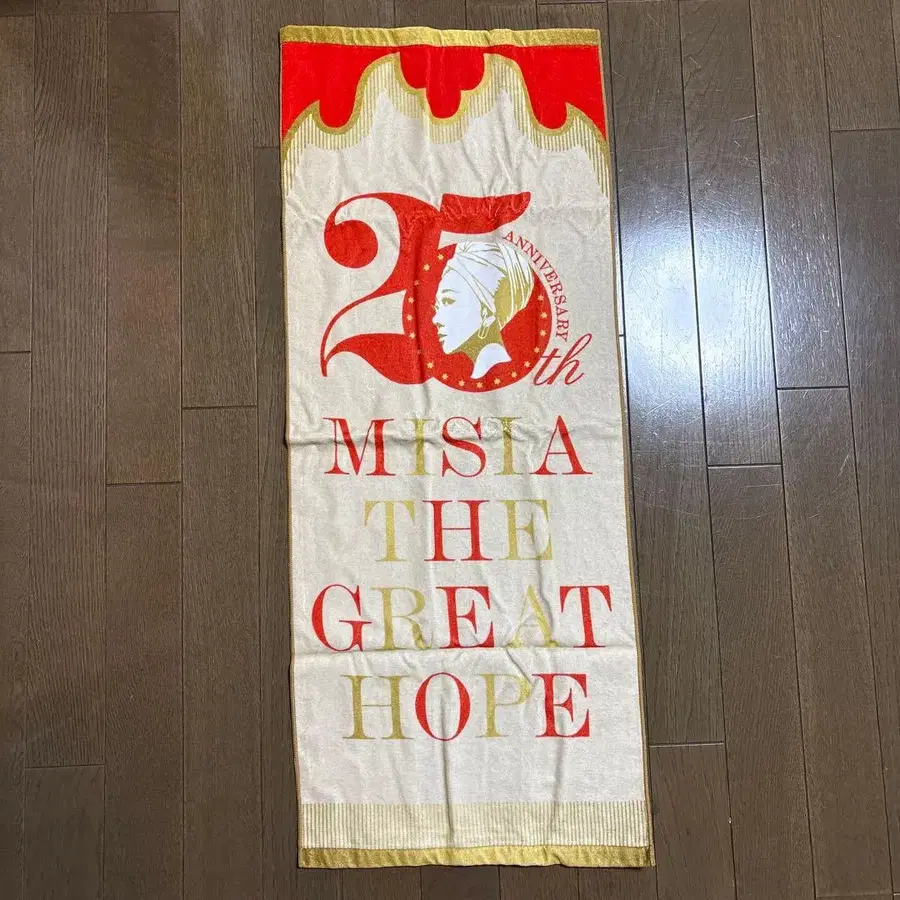 25th
ANNIVERSARY
MISIA
THE
GREAT
HOPE